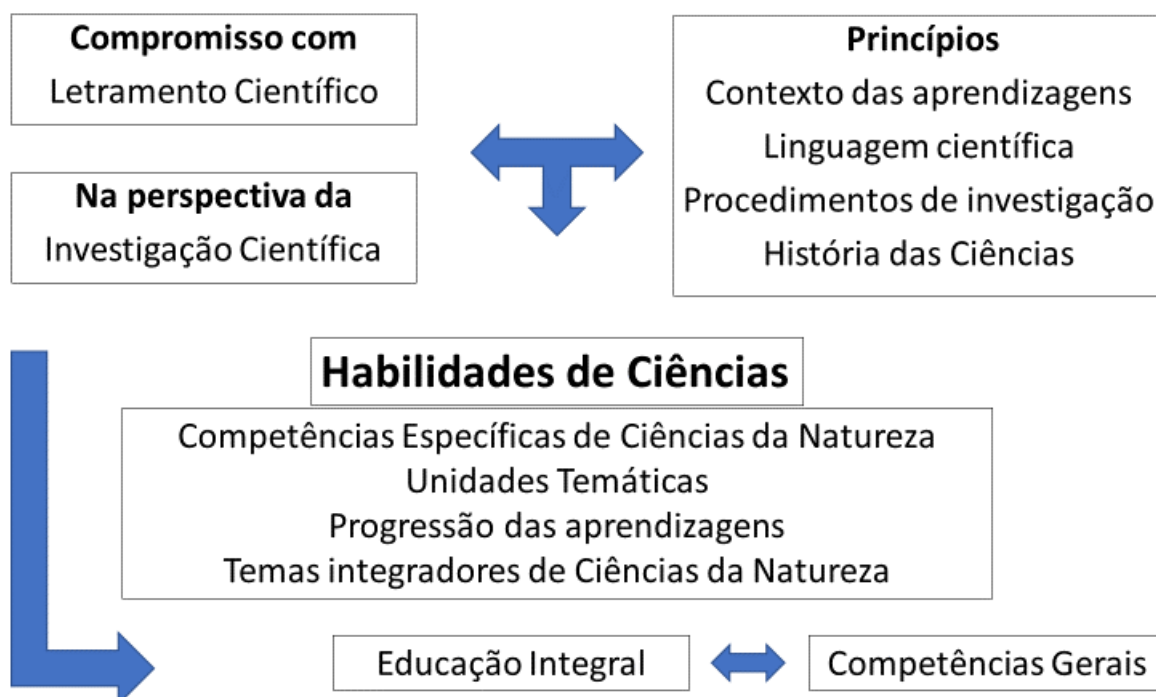 Compromisso com
Letramento Científico
Na perspectiva da
Investigação Científica
Princípios
Contexto das aprendizagens
Linguagem científica
Procedimentos de investigação
História das Ciências
Habilidades de Ciências
Competências Específicas de Ciências da Natureza
Unidades Temáticas
Progressão das aprendizagens
Temas integradores de Ciências da Natureza
Educação Integral
Competências Gerais